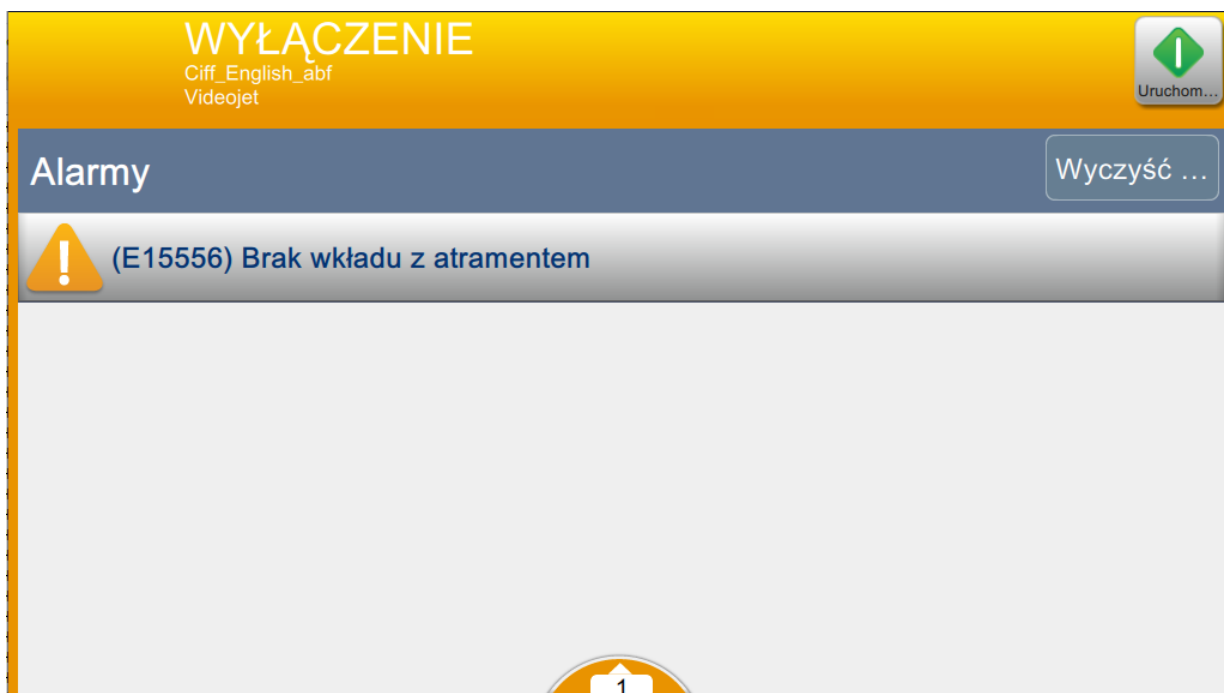 WYŁĄCZENIE
Ciff_English_abf
Videojet
Uruchom...
Alarmy
Wyczyść ...
(E15556) Brak wkładu z atramentem
1